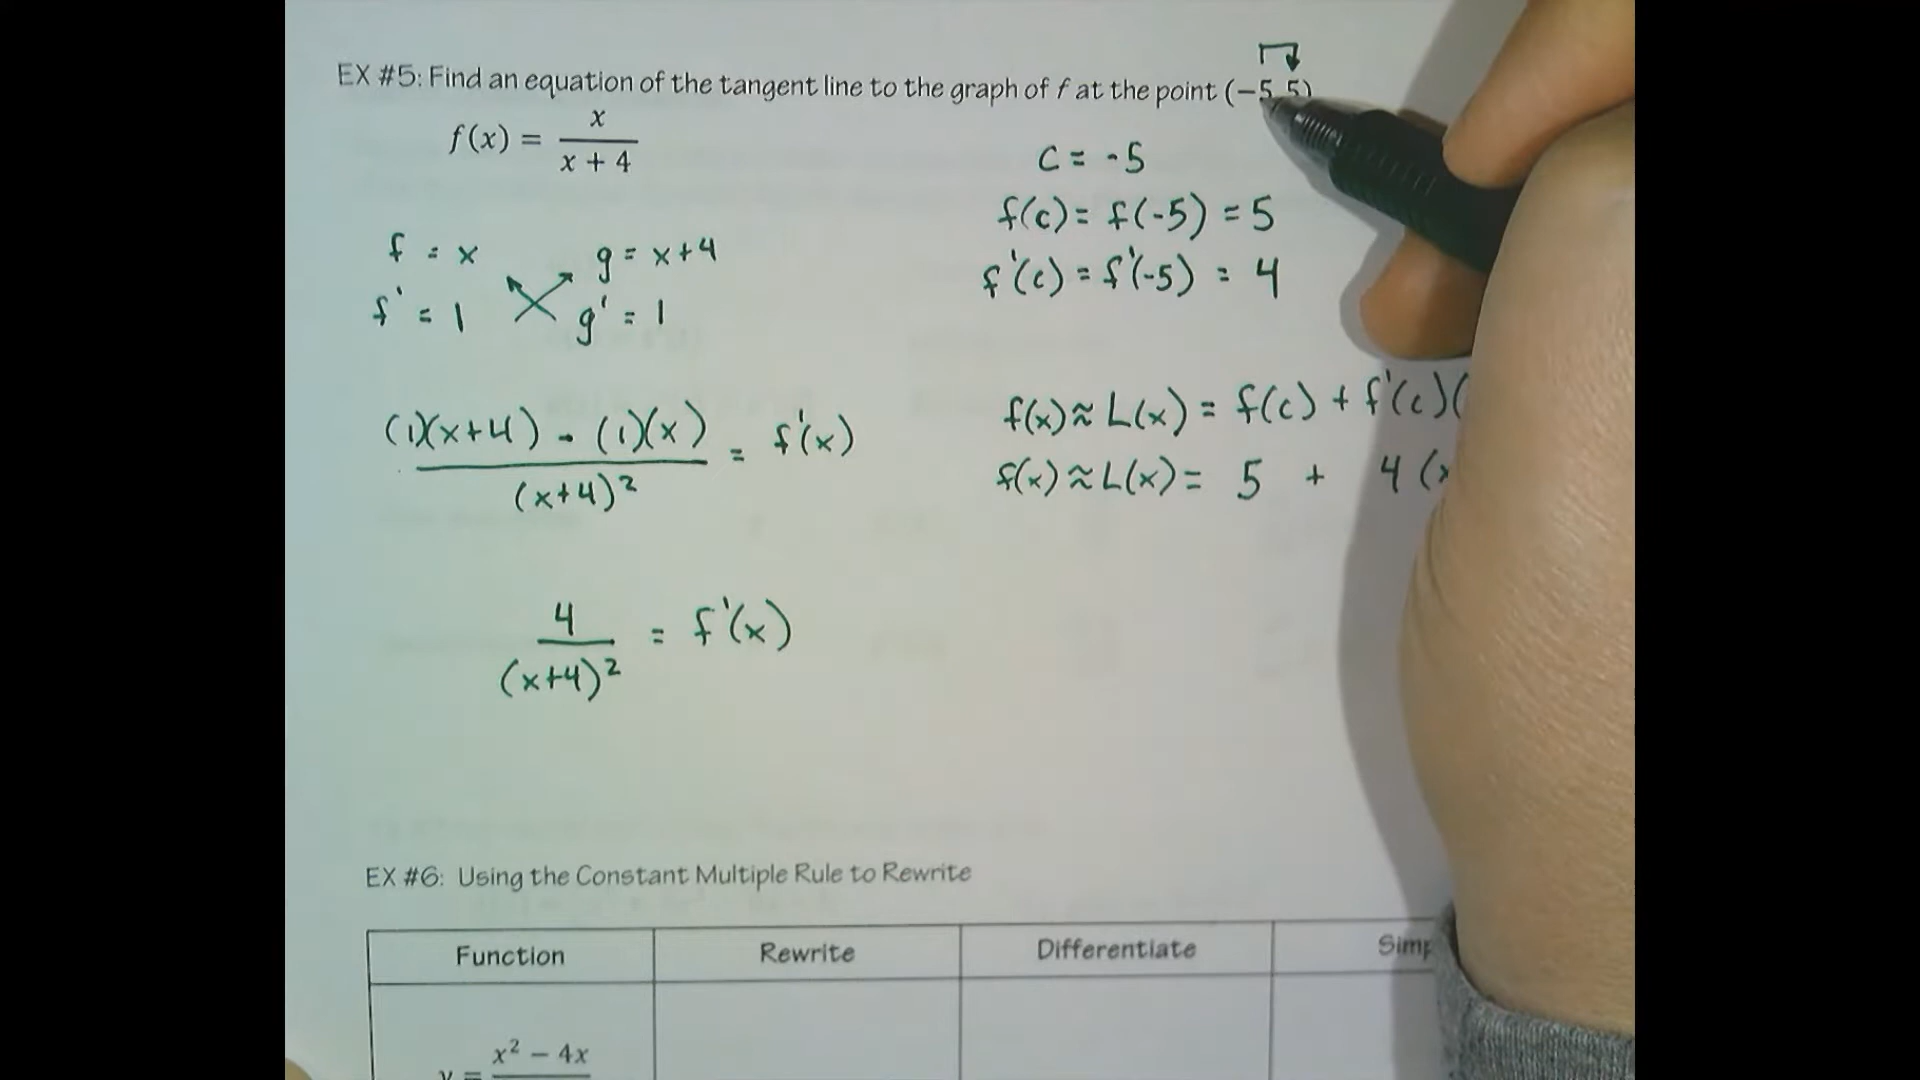 EX #5: Find an equation of the tangent line to the graph of f at the point (−5, 5)
f(x) = x / (x + 4)
c = -5
f(c) = f(-5) = 5
f'(c) = f'(-5) = 4
f = x g = x+4
f' = 1 g' = 1
((1)(x+4) - (1)(x)) / (x+4)² = f'(x)
f(x) ≈ L(x) = f(c) + f'(c)(
f(x) ≈ L(x) = 5 + 4 (x
4 / (x+4)² = f'(x)
EX #6: Using the Constant Multiple Rule to Rewrite
Function Rewrite Differentiate Simp
y = x² − 4x